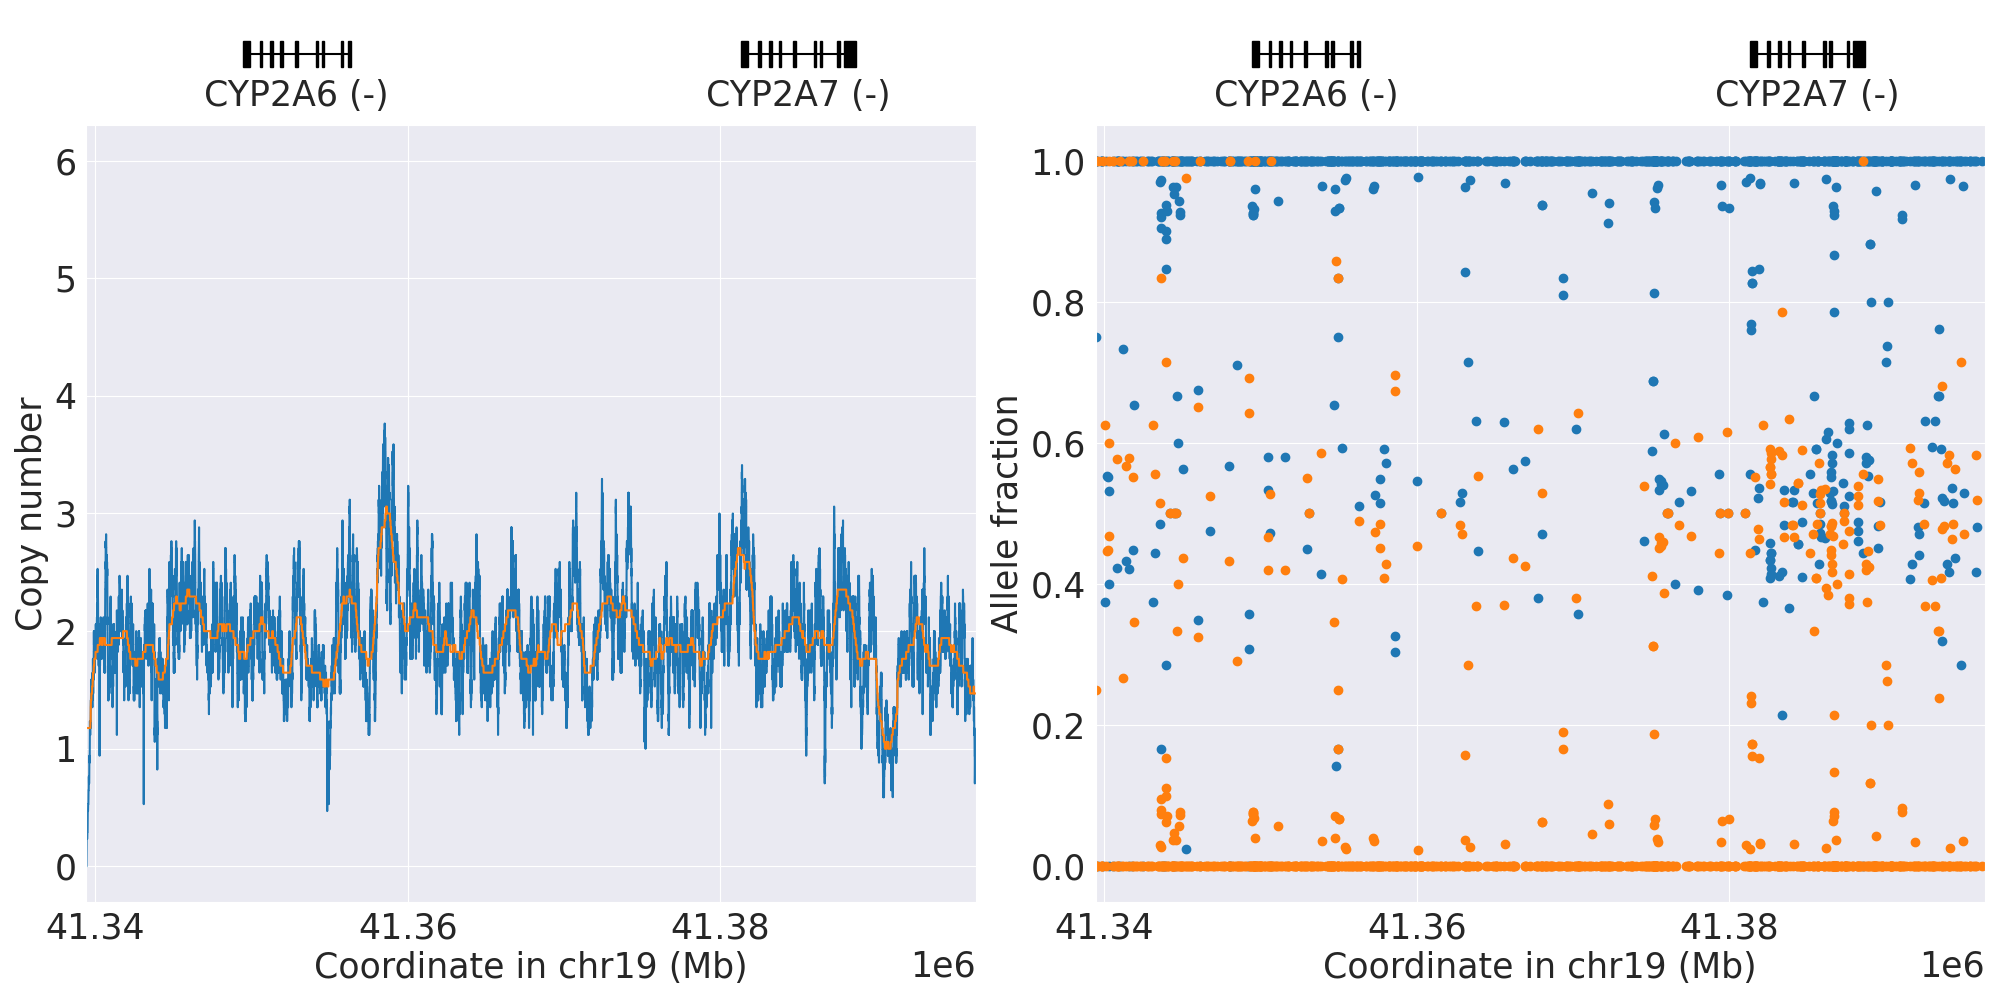 CYP2A6 (-)
CYP2A7 (-)
6
5
4
3
2
1
0
Copy number
41.34
41.36
41.38
Coordinate in chr19 (Mb)
1e6
CYP2A6 (-)
CYP2A7 (-)
1.0
0.8
0.6
0.4
0.2
0.0
Allele fraction
41.34
41.36
41.38
Coordinate in chr19 (Mb)
1e6